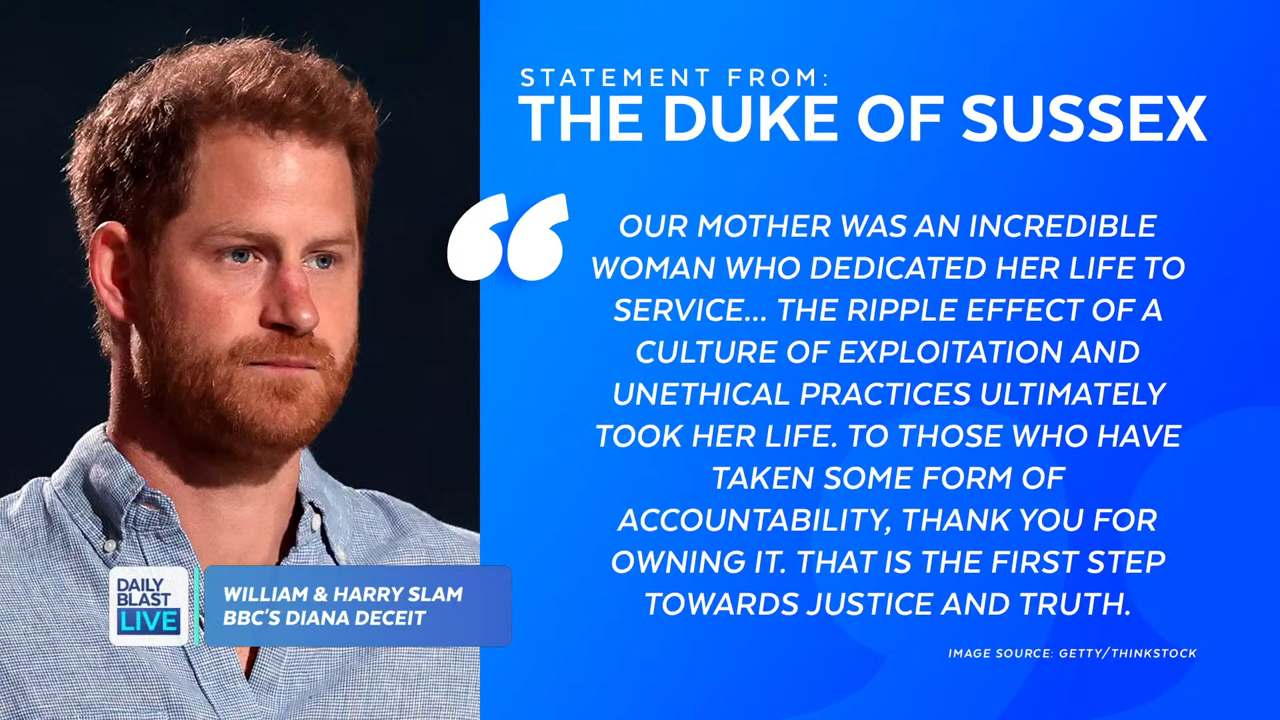 STATEMENT FROM:
THE DUKE OF SUSSEX
“
OUR MOTHER WAS AN INCREDIBLE
WOMAN WHO DEDICATED HER LIFE TO
SERVICE... THE RIPPLE EFFECT OF A
CULTURE OF EXPLOITATION AND
UNETHICAL PRACTICES ULTIMATELY
TOOK HER LIFE. TO THOSE WHO HAVE
TAKEN SOME FORM OF
ACCOUNTABILITY, THANK YOU FOR
OWNING IT. THAT IS THE FIRST STEP
TOWARDS JUSTICE AND TRUTH.
IMAGE SOURCE: GETTY/THINKSTOCK
DAILY
BLAST
LIVE
WILLIAM & HARRY SLAM
BBC'S DIANA DECEIT